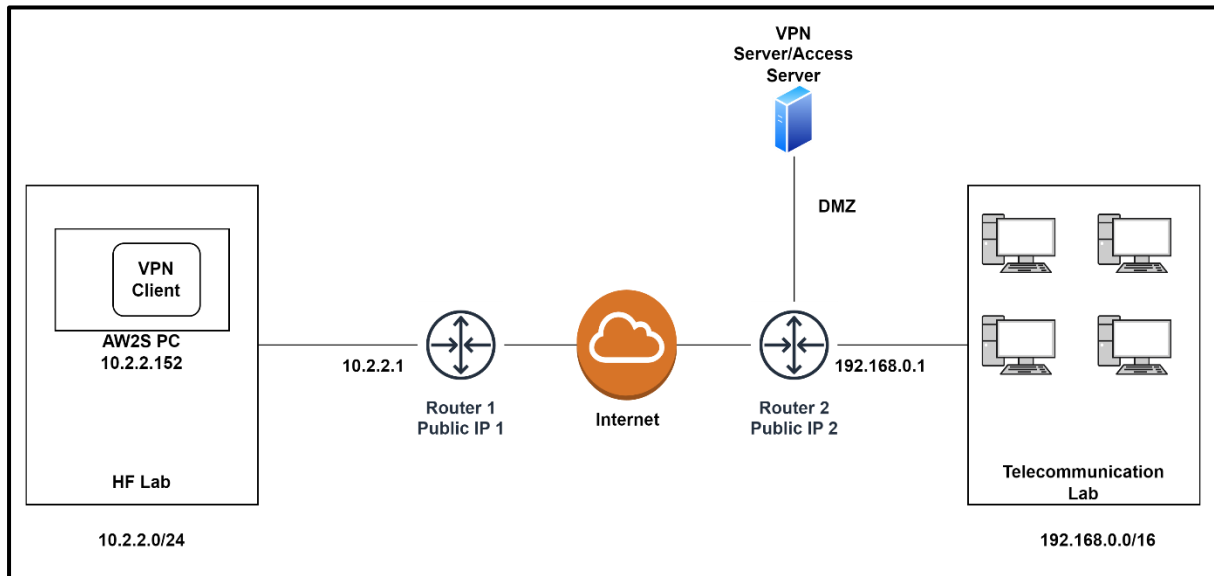 VPN
Server/Access
Server
DMZ
VPN
Client
AW2S PC
10.2.2.152
HF Lab
10.2.2.0/24
10.2.2.1
Router 1
Public IP 1
Internet
Router 2
Public IP 2
192.168.0.1
Telecommunication
Lab
192.168.0.0/16